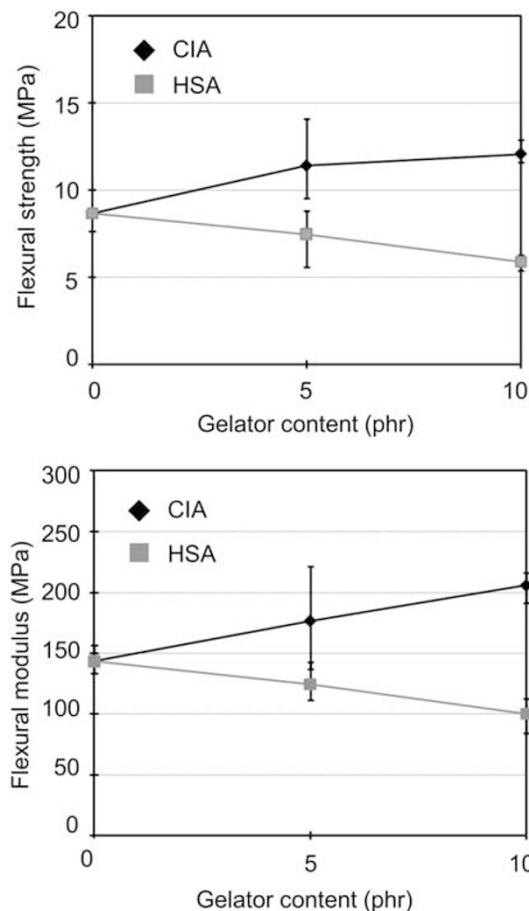 20
CIA
HSA
15
10
5
0
Flexural strength (MPa)
0 5 10
Gelator content (phr)
300
CIA
250
HSA
200
150
100
50
0
Flexural modulus (MPa)
0 5 10
Gelator content (phr)